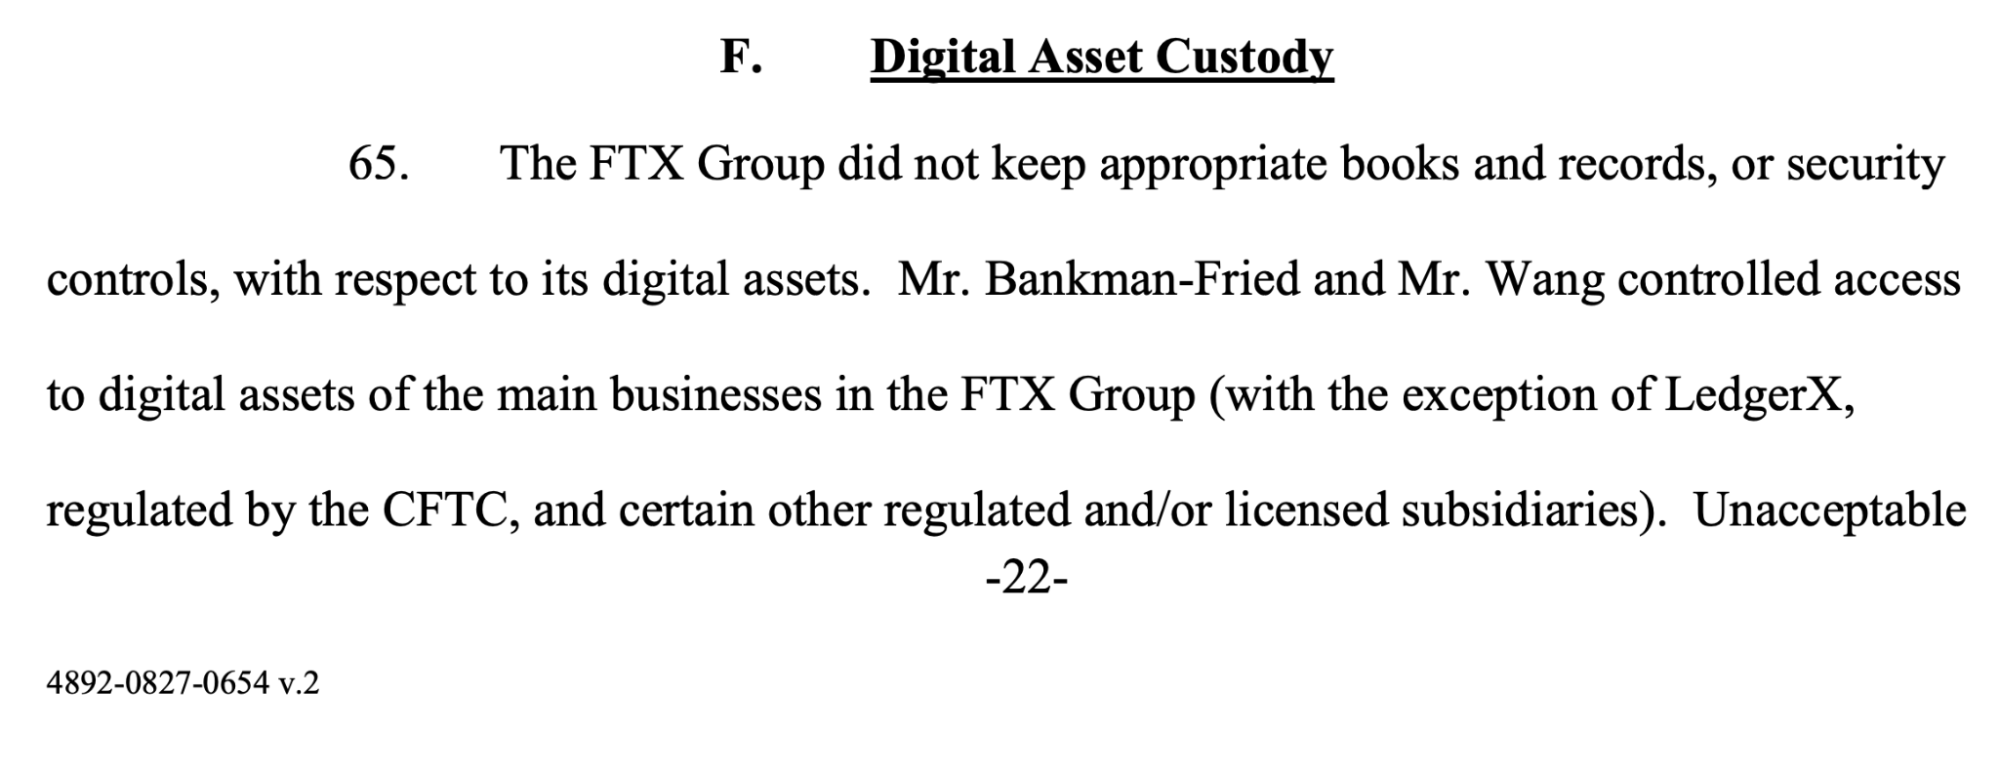 F. Digital Asset Custody
65. The FTX Group did not keep appropriate books and records, or security
controls, with respect to its digital assets.  Mr. Bankman-Fried and Mr. Wang controlled access
to digital assets of the main businesses in the FTX Group (with the exception of LedgerX,
regulated by the CFTC, and certain other regulated and/or licensed subsidiaries).  Unacceptable
-22-
4892-0827-0654 v.2